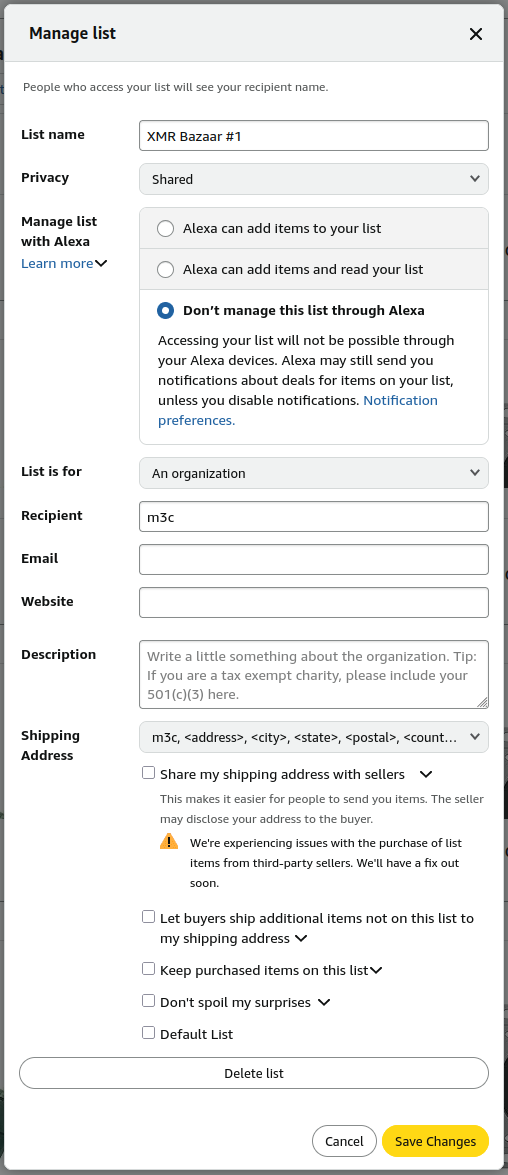 Manage list
People who access your list will see your recipient name.
List name
XMR Bazaar #1
Privacy
Shared
Manage list
with Alexa
Learn more
Alexa can add items to your list
Alexa can add items and read your list
Don’t manage this list through Alexa
Accessing your list will not be possible through
your Alexa devices. Alexa may still send you
notifications about deals for items on your list,
unless you disable notifications. Notification
preferences.
List is for
An organization
Recipient
m3c
Email
Website
Description
Write a little something about the organization. Tip:
If you are a tax exempt charity, please include your
501(c)(3) here.
Shipping
Address
m3c, <address>, <city>, <state>, <postal>, <count...
Share my shipping address with sellers
This makes it easier for people to send you items. The seller
may disclose your address to the buyer.
We're experiencing issues with the purchase of list
items from third-party sellers. We'll have a fix out
soon.
Let buyers ship additional items not on this list to
my shipping address
Keep purchased items on this list
Don't spoil my surprises
Default List
Delete list
Cancel
Save Changes